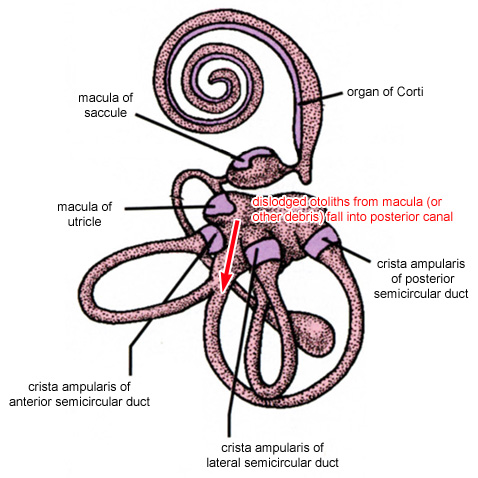 organ of Corti
macula of
saccule
macula of
utricle
dislodged otoliths from macula (or
other debris) fall into posterior canal
crista ampularis
of posterior
semicircular duct
crista ampularis of
anterior semicircular duct
crista ampularis of
lateral semicircular duct